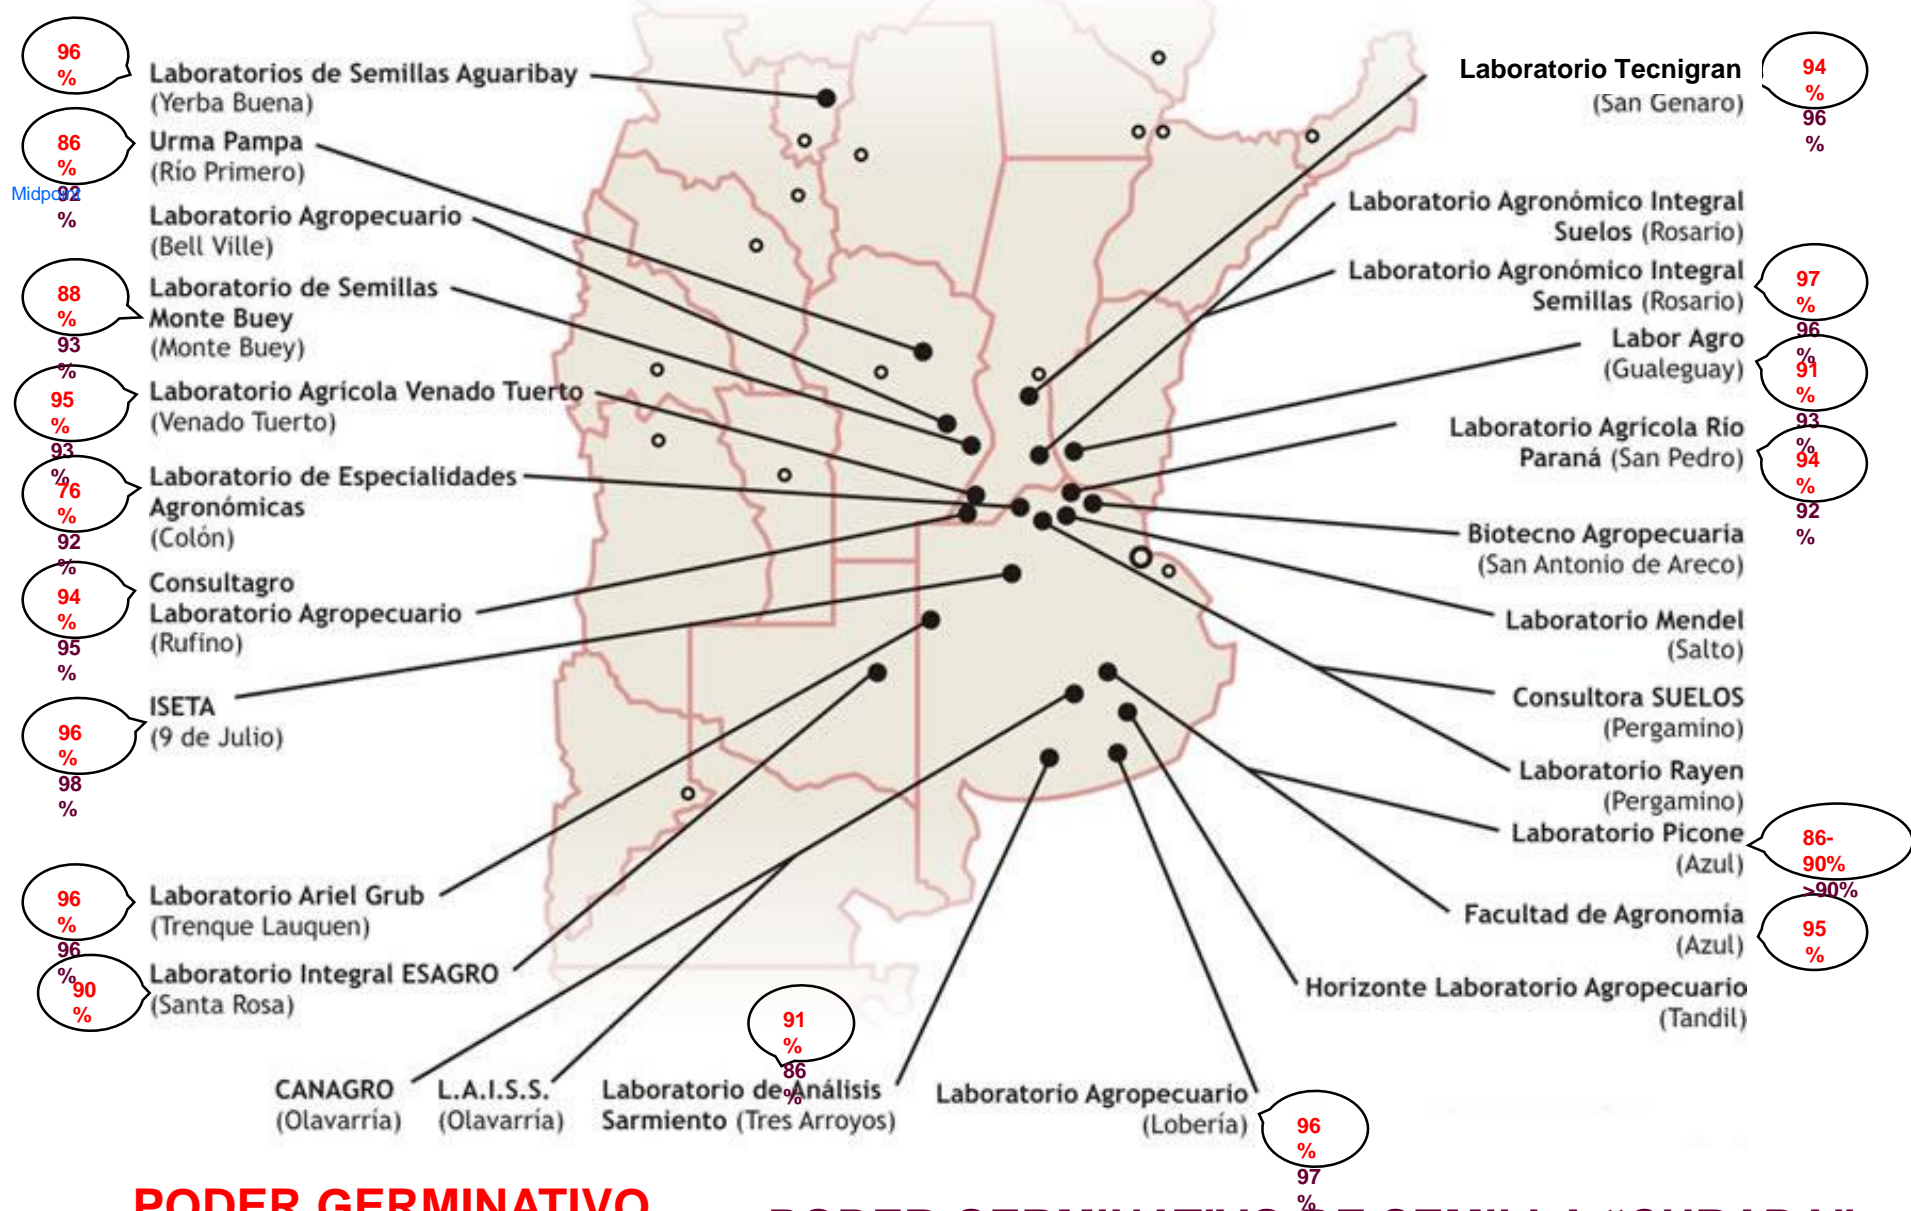 96
%
Laboratorios de Semillas Aguaribay
(Yerba Buena)
86
%
92
%
Midpoint
Urma Pampa
(Río Primero)
Laboratorio Agropecuario
(Bell Ville)
88
%
93
%
Laboratorio de Semillas
Monte Buey
(Monte Buey)
95
%
93
%
Laboratorio Agrícola Venado Tuerto
(Venado Tuerto)
76
%
92
%
Laboratorio de Especialidades
Agronómicas
(Colón)
94
%
95
%
Consultagro
Laboratorio Agropecuario
(Rufino)
96
%
98
%
ISETA
(9 de Julio)
96
%
96
%
Laboratorio Ariel Grub
(Trenque Lauquen)
90
%
Laboratorio Integral ESAGRO
(Santa Rosa)
CANAGRO
(Olavarría)
L.A.I.S.S.
(Olavarría)
91
%
86
%
Laboratorio de Análisis
Sarmiento (Tres Arroyos)
Laboratorio Agropecuario
(Lobería)
96
%
97
%
Laboratorio Tecnigran
(San Genaro)
94
%
96
%
Laboratorio Agronómico Integral
Suelos (Rosario)
Laboratorio Agronómico Integral
Semillas (Rosario)
97
%
96
%
Labor Agro
(Gualeguay)
91
%
93
%
Laboratorio Agrícola Río
Paraná (San Pedro)
94
%
92
%
Biotecno Agropecuaria
(San Antonio de Areco)
Laboratorio Mendel
(Salto)
Consultora SUELOS
(Pergamino)
Laboratorio Rayen
(Pergamino)
Laboratorio Picone
(Azul)
86-
90%
>90%
Facultad de Agronomía
(Azul)
95
%
Horizonte Laboratorio Agropecuario
(Tandil)
PODER GERMINATIVO
PODER GERMINATIVO DE SEMILLA “CURADA”